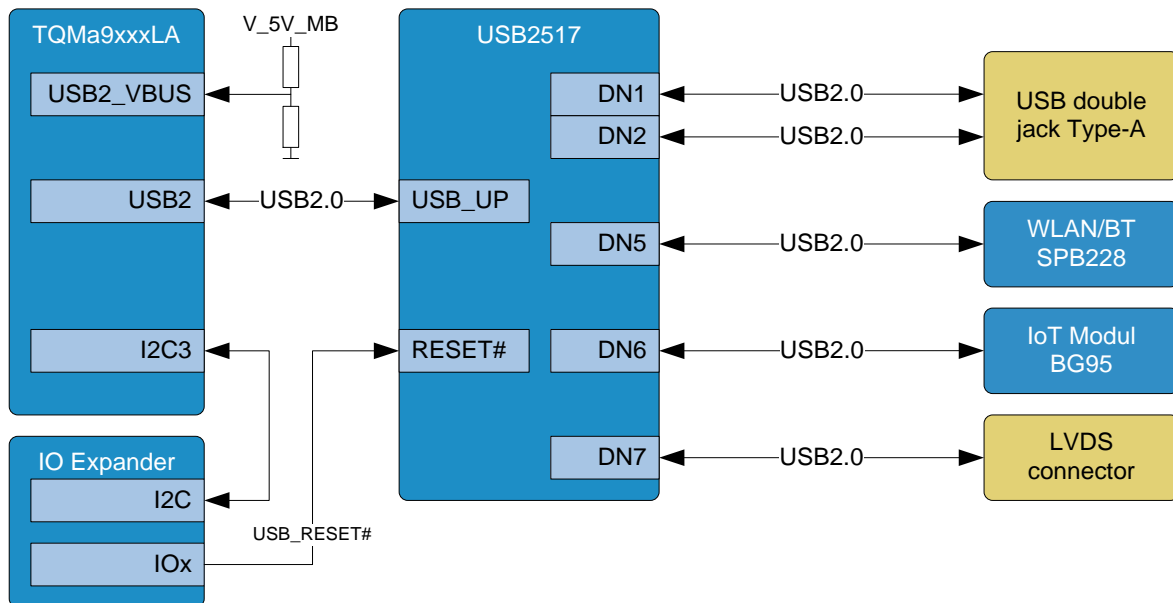 TQMa9xxxLA
USB2_VBUS
USB2
I2C3
V_5V_MB
USB2.0
IO Expander
I2C
IOx
USB_RESET#
USB2517
USB_UP
RESET#
DN1
DN2
DN5
DN6
DN7
USB2.0
USB2.0
USB2.0
USB2.0
USB2.0
USB double
jack Type-A
WLAN/BT
SPB228
IoT Modul
BG95
LVDS
connector